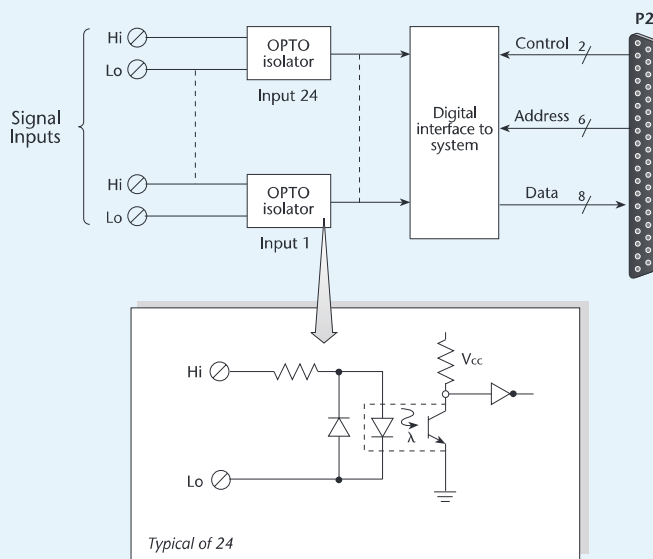 P2
Hi
Lo
OPTO
isolator
Input 24
Signal
Inputs
Hi
Lo
OPTO
isolator
Input 1
Digital
interface to
system
Control 2
Address 6
Data 8
Hi
Lo
Vcc
λ
Typical of 24